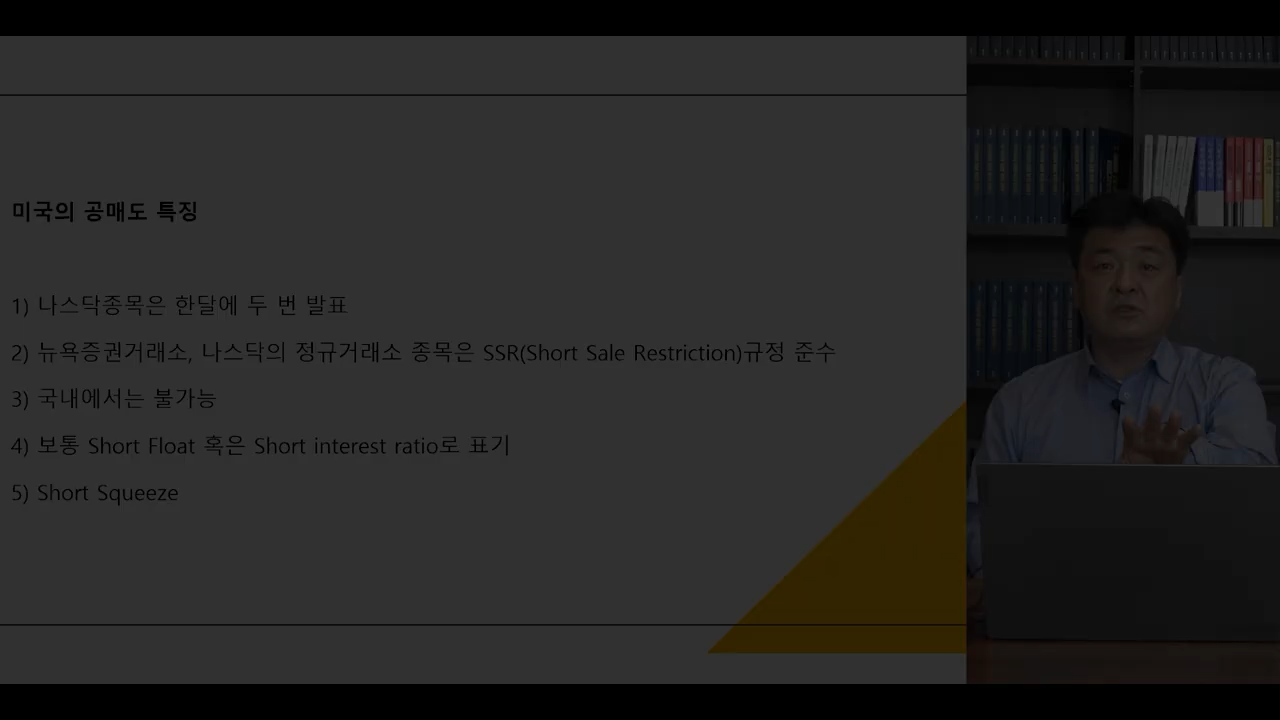 미국의 공매도 특징
1) 나스닥종목은 한달에 두 번 발표
2) 뉴욕증권거래소, 나스닥의 정규거래소 종목은 SSR(Short Sale Restriction)규정 준수
3) 국내에서는 불가능
4) 보통 Short Float 혹은 Short interest ratio로 표기
5) Short Squeeze